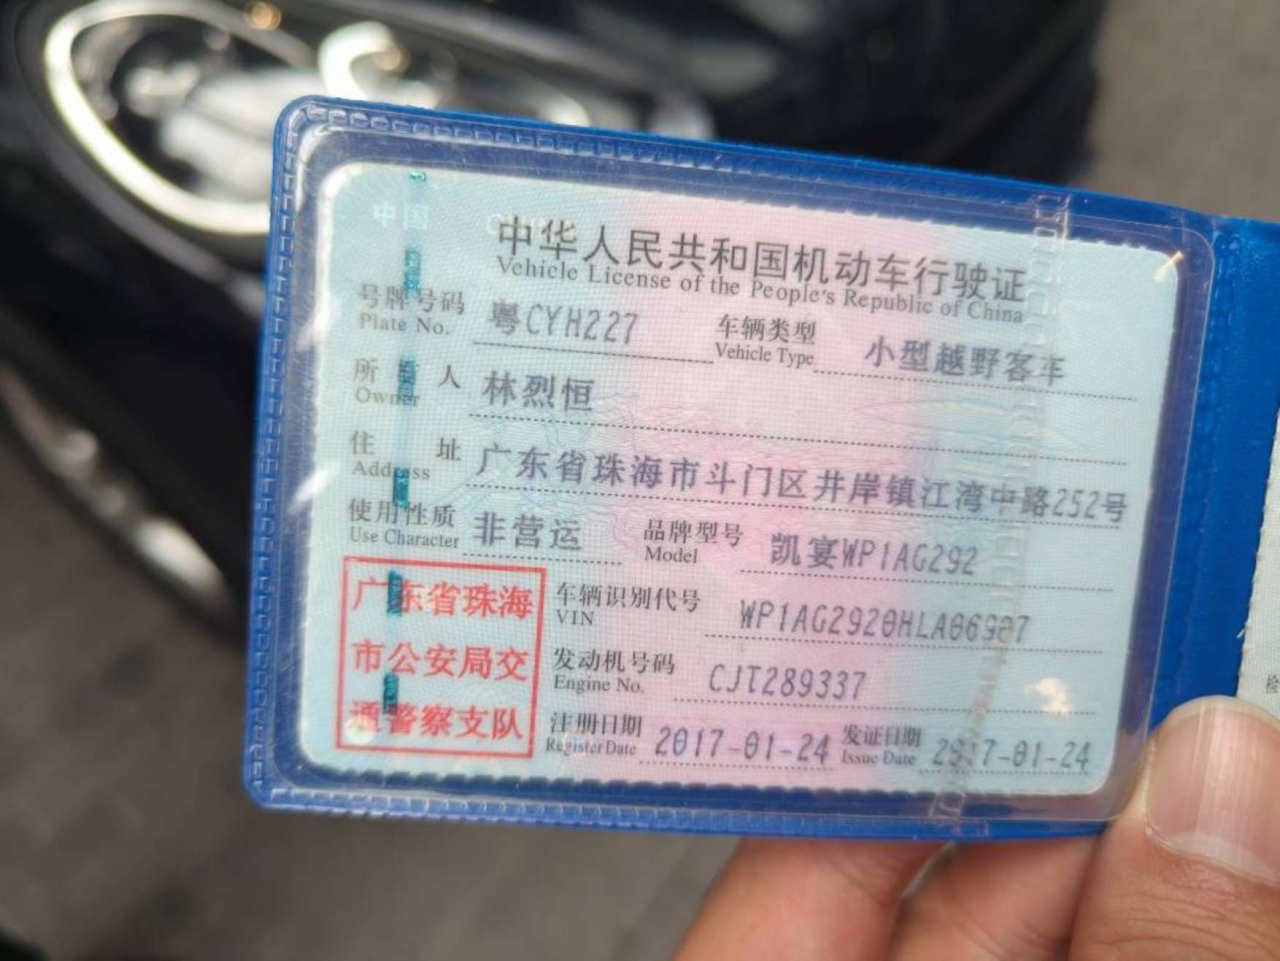 中国
中华人民共和国机动车行驶证
Vehicle License of the People's Republic of China
号牌号码 粤CYH227 车辆类型 小型越野客车
Plate No. Vehicle Type
所有人 林烈恒
Owner
住址 广东省珠海市斗门区井岸镇江湾中路252号
Address
使用性质 非营运 品牌型号 凯宴WP1AG292
Use Character Model
广东省珠海
市公安局交
通警察支队
车辆识别代号 WP1AG2920HLA06907
VIN
发动机号码 CJT289337
Engine No.
注册日期 2017-01-24 发证日期 2017-01-24
Register Date Issue Date
检